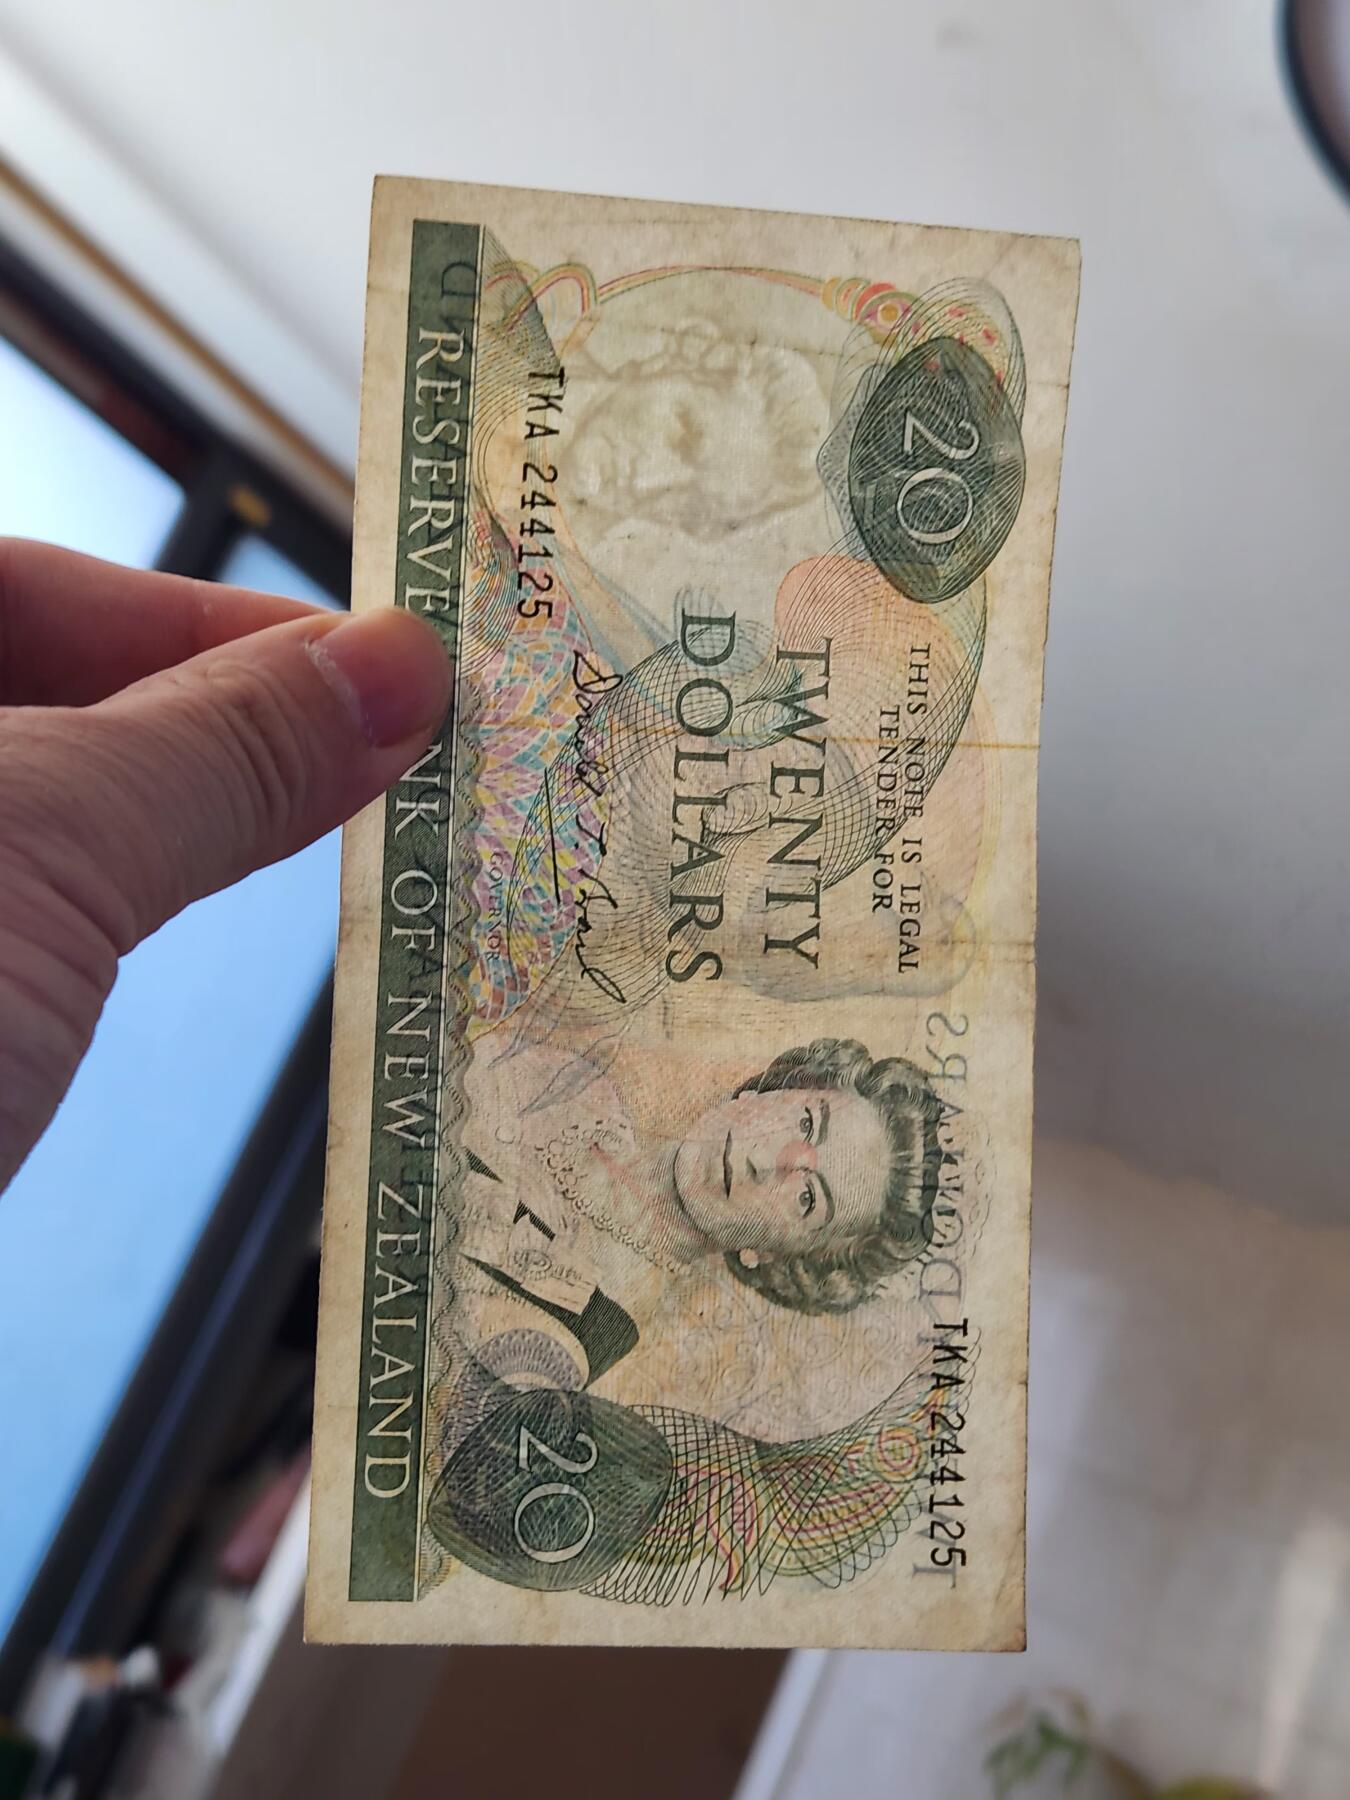 RESERVE BANK OF NEW ZEALAND
TKA 244125
GOVERNOR
TWENTY
DOLLARS
THIS NOTE IS LEGAL
TENDER FOR
20
TKA 244125
20